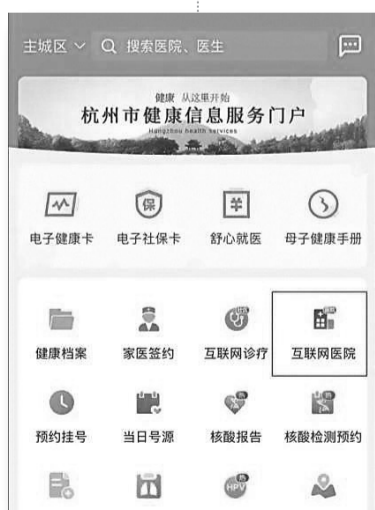 主城区 搜索医院、医生
健康 从这里开始
杭州市健康信息服务门户
Hangzhou health services
电子健康卡 电子社保卡 舒心就医 母子健康手册
健康档案 家医签约 互联网诊疗 互联网医院
预约挂号 当日号源 核酸报告 核酸检测预约
HPV